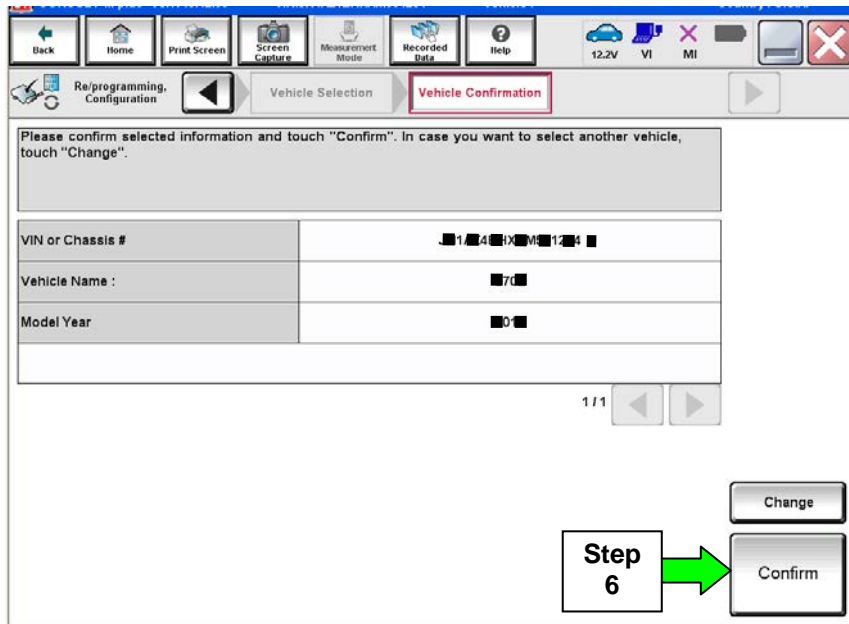 Back
Home
Print Screen
Screen Capture
Measurement Mode
Recorded Data
Help
12.2V
VI
MI
Re/programming, Configuration
Vehicle Selection
Vehicle Confirmation
Please confirm selected information and touch "Confirm". In case you want to select another vehicle,
touch "Change".
VIN or Chassis #
Vehicle Name :
Model Year
1/1
Change
Step
6
Confirm